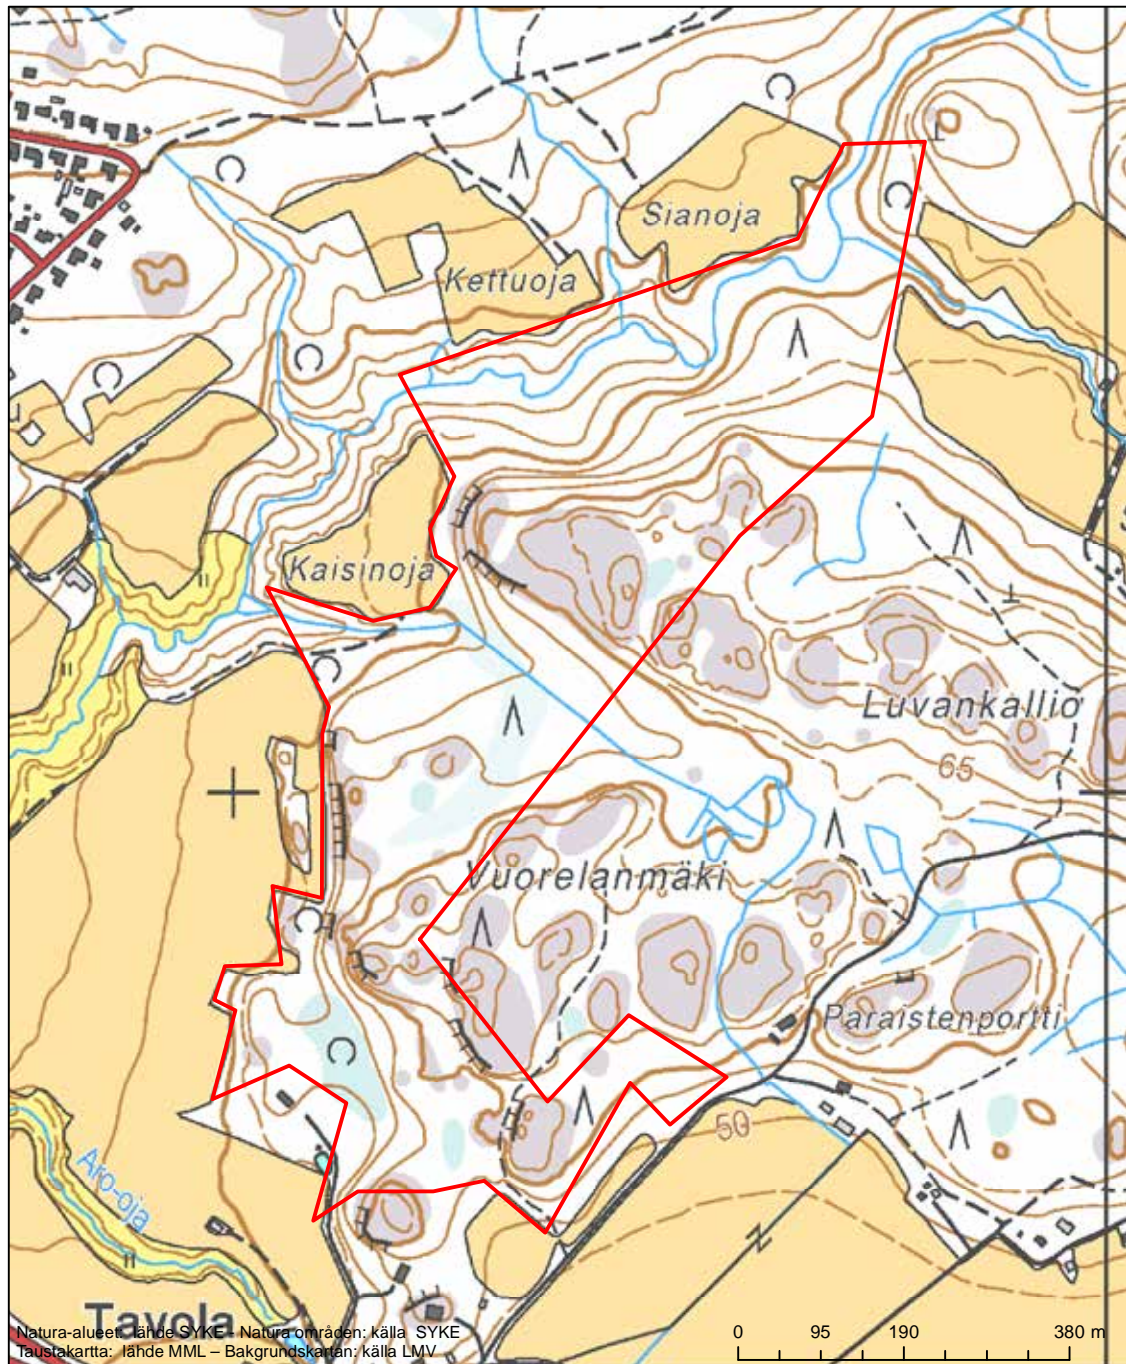 Sianoja
Kettuoja
Kaisinoja
Luvankallio
65
Vuorelanmäki
Paraistenportti
50
Aro-oja
Tavola
Natura-alueet: lähde SYKE - Natura områden: källa SYKE
Taustakartta: lähde MML – Bakgrundskartan: källa LMV
0 95 190 380 m